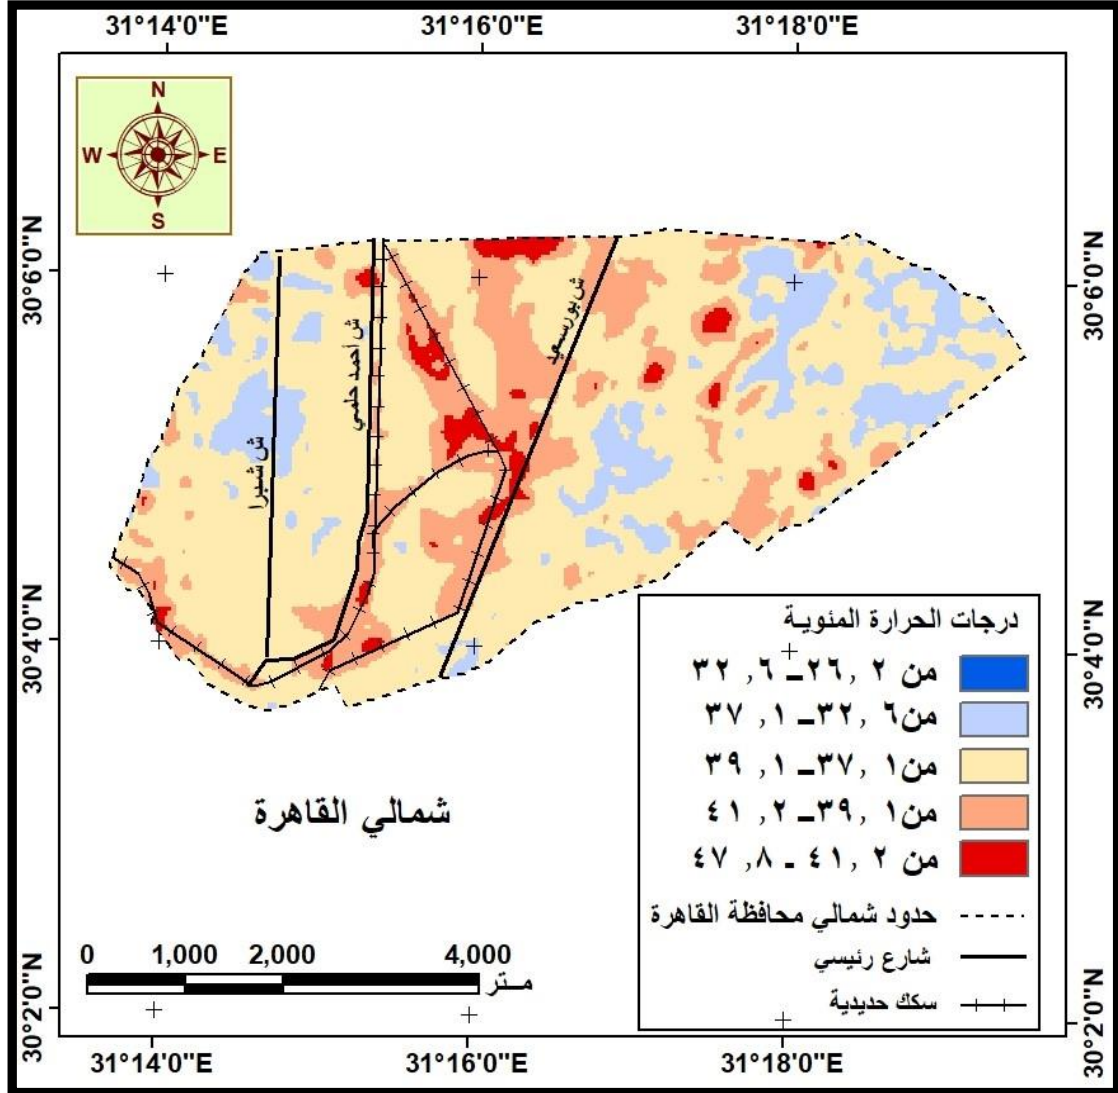 31°14'0"E 31°16'0"E 31°18'0"E
N
W E
S
30°6'0"N
30°6'0"N
ش بورسعيد
ش أحمد حلمي
ش شبرا
30°4'0"N
30°4'0"N
درجات الحرارة المئوية
من ٢ ,٢٦ـ ٦, ٣٢
من٦ ,٣٢ـ ١, ٣٧
من١ ,٣٧ـ ١, ٣٩
من١ ,٣٩ـ ٢, ٤١
من ٢ ,٤١ ـ ٨, ٤٧
حدود شمالي محافظة القاهرة
شارع رئيسي
سكك حديدية
شمالي القاهرة
0 1,000 2,000 4,000
متر
30°2'0"N
30°2'0"N
31°14'0"E 31°16'0"E 31°18'0"E